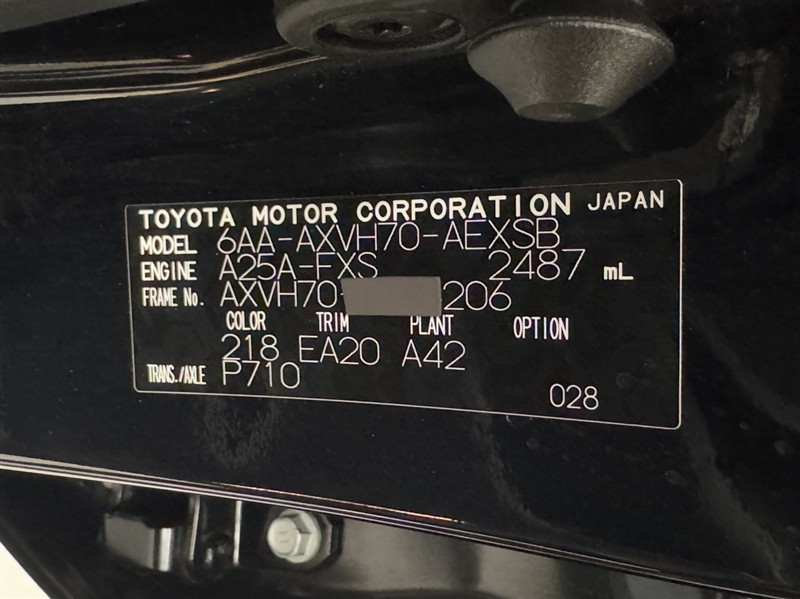 TOYOTA MOTOR CORPORATION JAPAN
MODEL 6AA-AXVH70-AEXSB
ENGINE A25A-FXS 2487 mL
FRAME No. AXVH70- 206
COLOR TRIM PLANT OPTION
218 EA20 A42
TRANS./AXLE P710
028